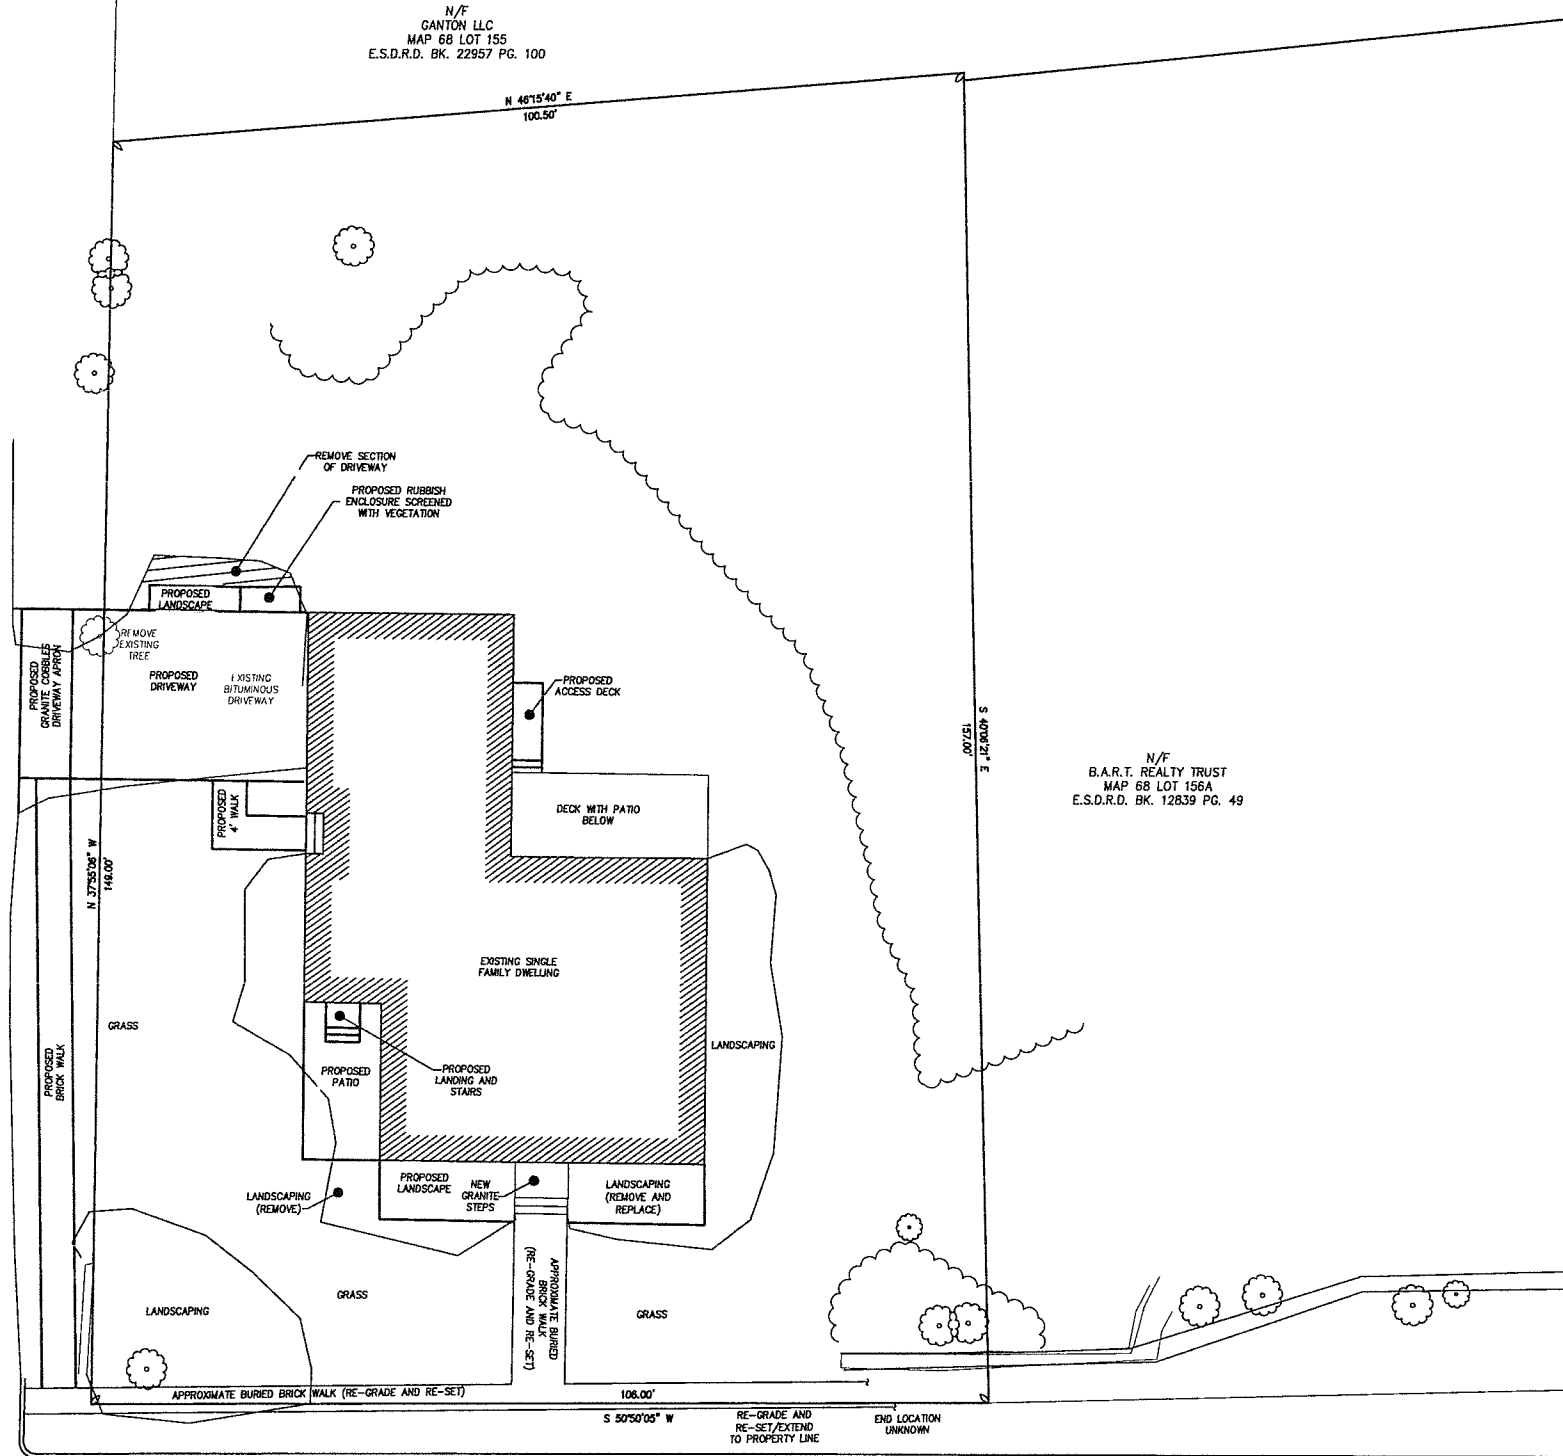 N/F
GANTON LLC
MAP 68 LOT 155
E.S.D.R.D. BK. 22957 PG. 100
N 46°15'40" E
100.50'
REMOVE SECTION
OF DRIVEWAY
PROPOSED RUBBISH
ENCLOSURE SCREENED
WITH VEGETATION
PROPOSED
LANDSCAPE
REMOVE
EXISTING
TREE
PROPOSED
GRANITE COBBLES
DRIVEWAY APRON
PROPOSED
DRIVEWAY
EXISTING
BITUMINOUS
DRIVEWAY
PROPOSED
ACCESS DECK
S 40°06'21" E
157.00'
N/F
B.A.R.T. REALTY TRUST
MAP 68 LOT 156A
E.S.D.R.D. BK. 12839 PG. 49
PROPOSED
4' WALK
DECK WITH PATIO
BELOW
N 37°55'06" W
149.00'
EXISTING SINGLE
FAMILY DWELLING
GRASS
LANDSCAPING
PROPOSED
BRICK WALK
PROPOSED
PATIO
PROPOSED
LANDING AND
STAIRS
LANDSCAPING
(REMOVE)
PROPOSED
LANDSCAPE
NEW
GRANITE
STEPS
LANDSCAPING
(REMOVE AND
REPLACE)
APPROXIMATE BURIED
BRICK WALK
(RE-GRADE AND RE-SET)
LANDSCAPING
GRASS
GRASS
APPROXIMATE BURIED BRICK WALK (RE-GRADE AND RE-SET)
106.00'
S 50°50'05" W
RE-GRADE AND
RE-SET/EXTEND
TO PROPERTY LINE
END LOCATION
UNKNOWN